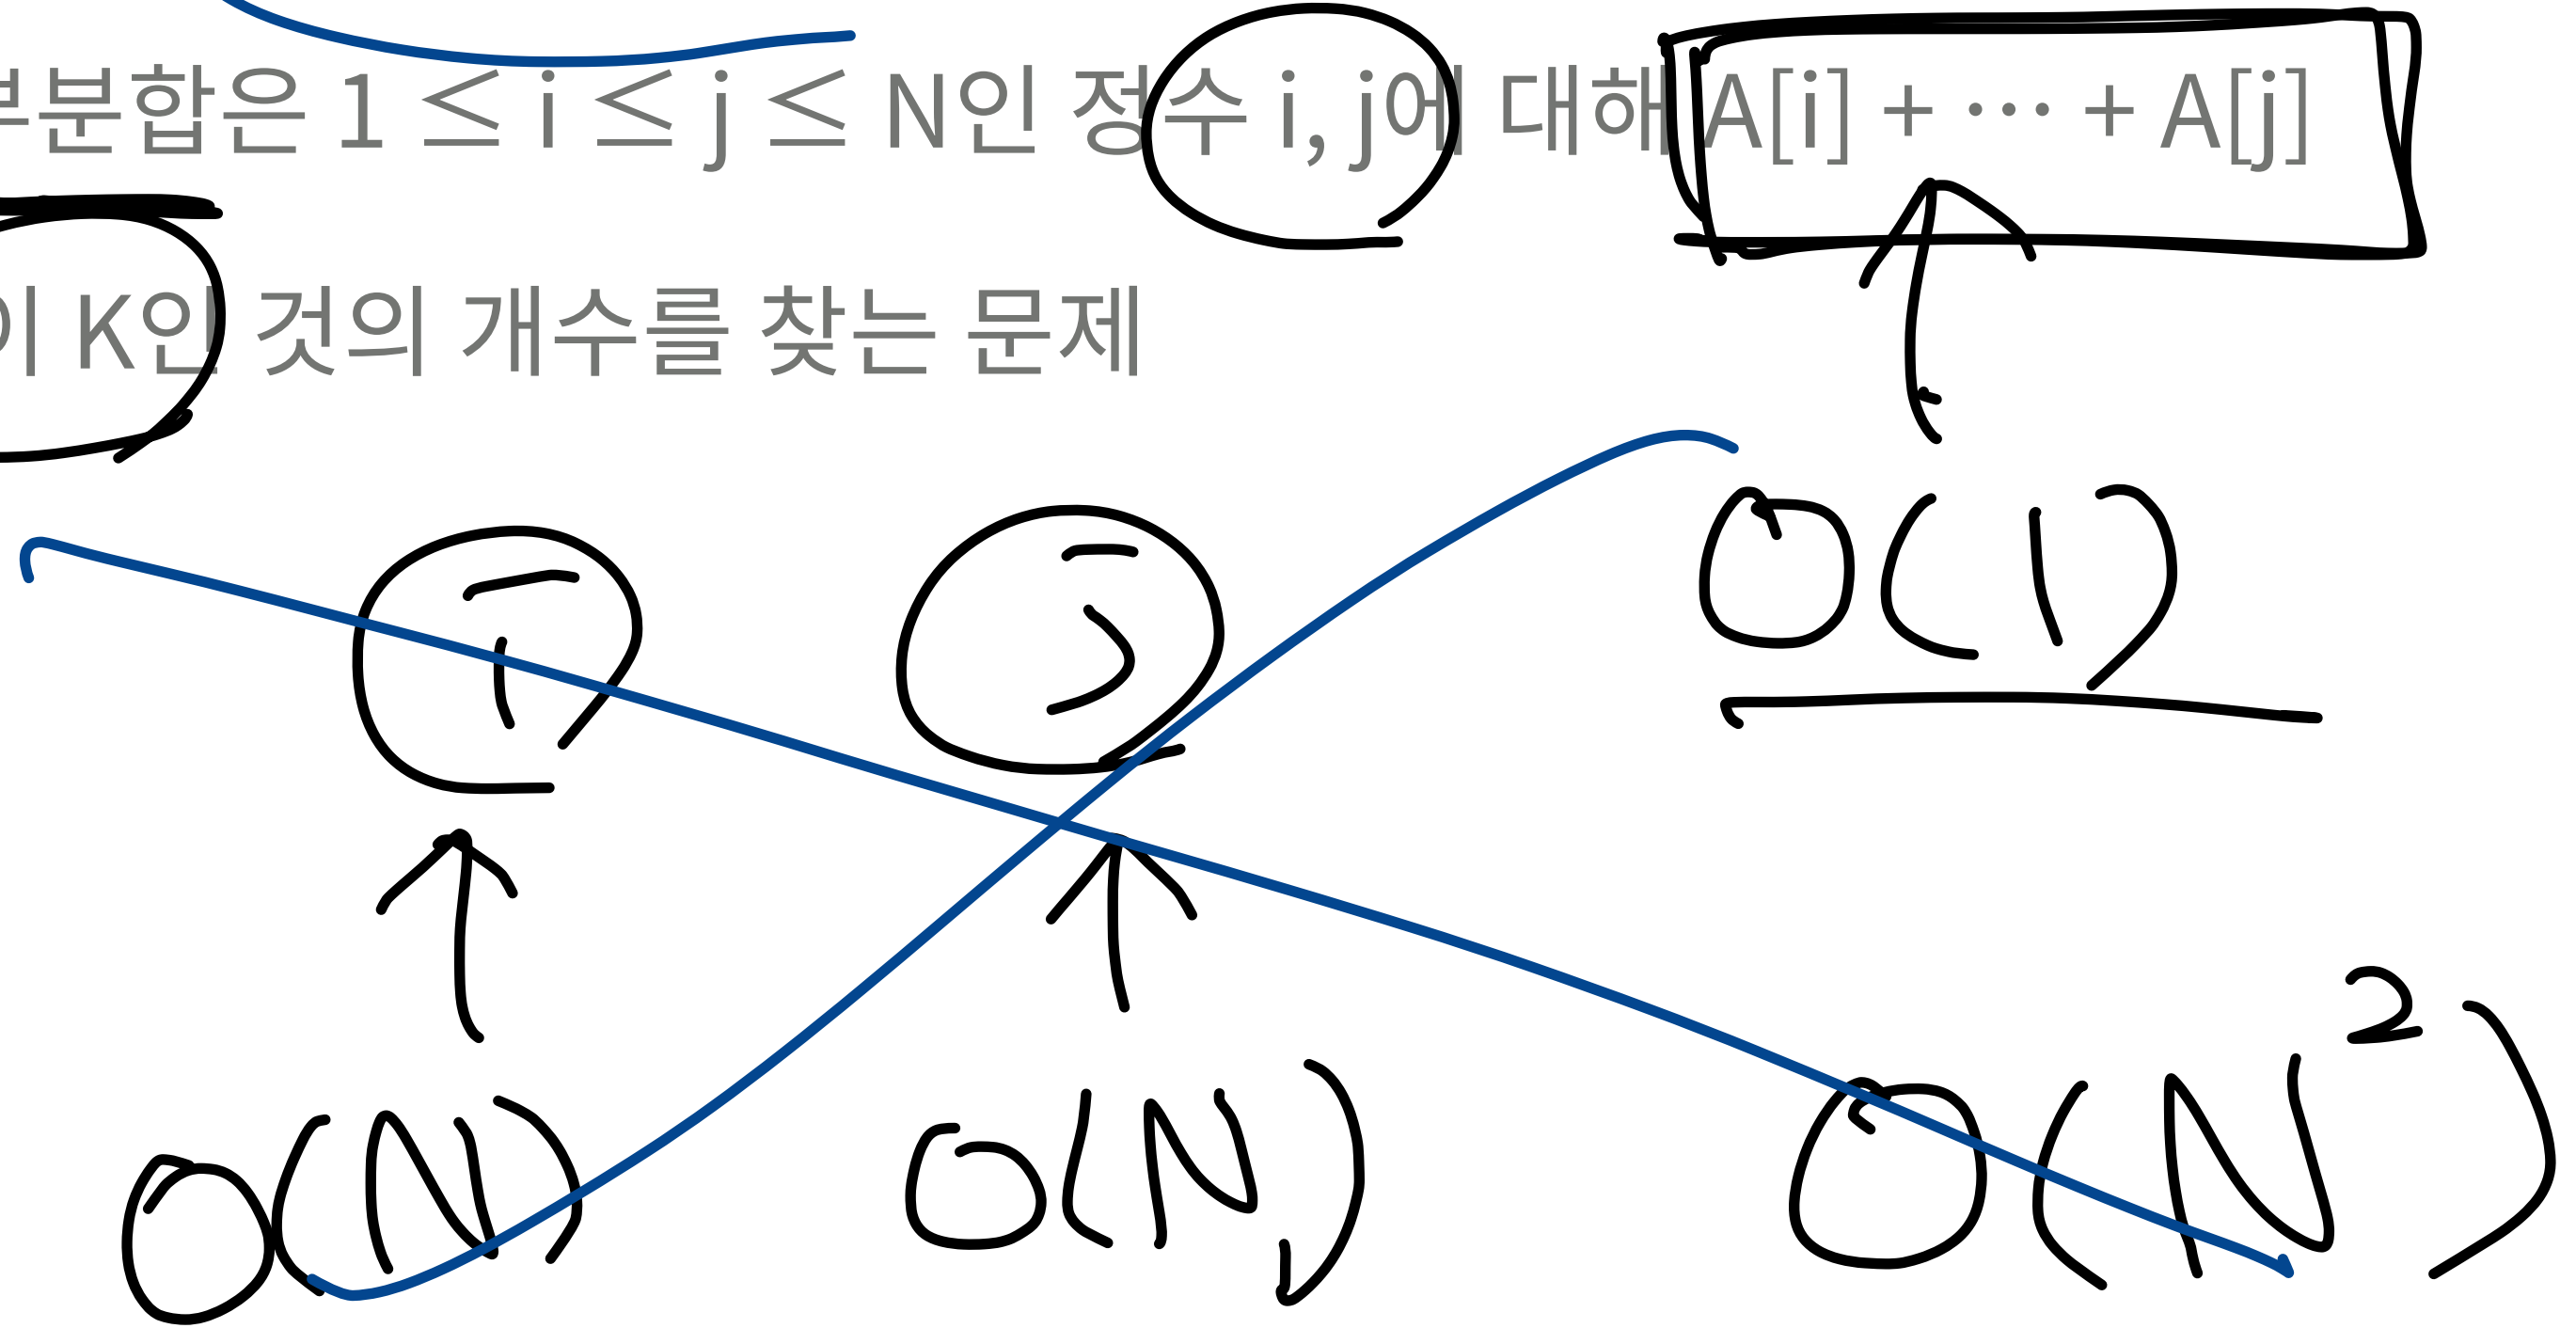 부분합은 1 ≤ i ≤ j ≤ N인 정수 i, j에 대해 A[i] + ⋯ + A[j]
이 K인 것의 개수를 찾는 문제
i j O(1)
O(N) O(N) O(N²)